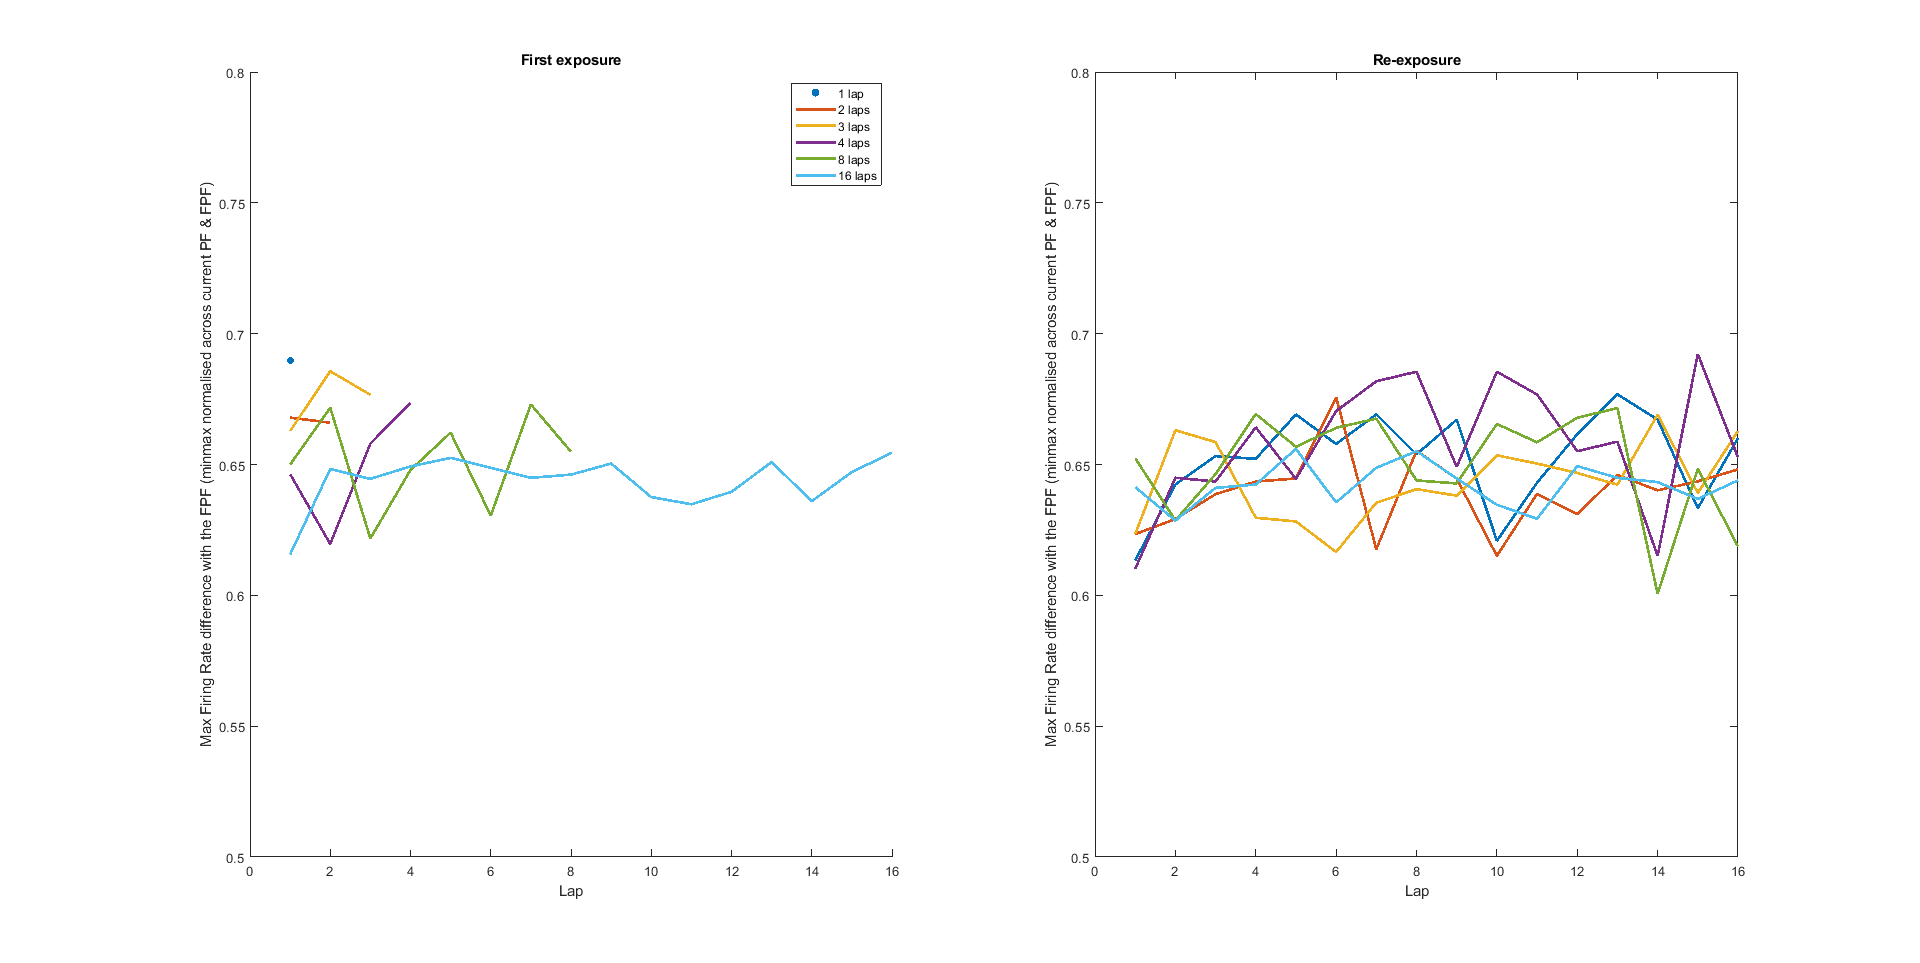 First exposure
0.8
0.75
0.7
0.65
0.6
0.55
0.5
0 2 4 6 8 10 12 14 16
Lap
Max Firing Rate difference with the FPF (minmax normalised across current PF & FPF)
1 lap
2 laps
3 laps
4 laps
8 laps
16 laps
Re-exposure
0.8
0.75
0.7
0.65
0.6
0.55
0.5
0 2 4 6 8 10 12 14 16
Lap
Max Firing Rate difference with the FPF (minmax normalised across current PF & FPF)